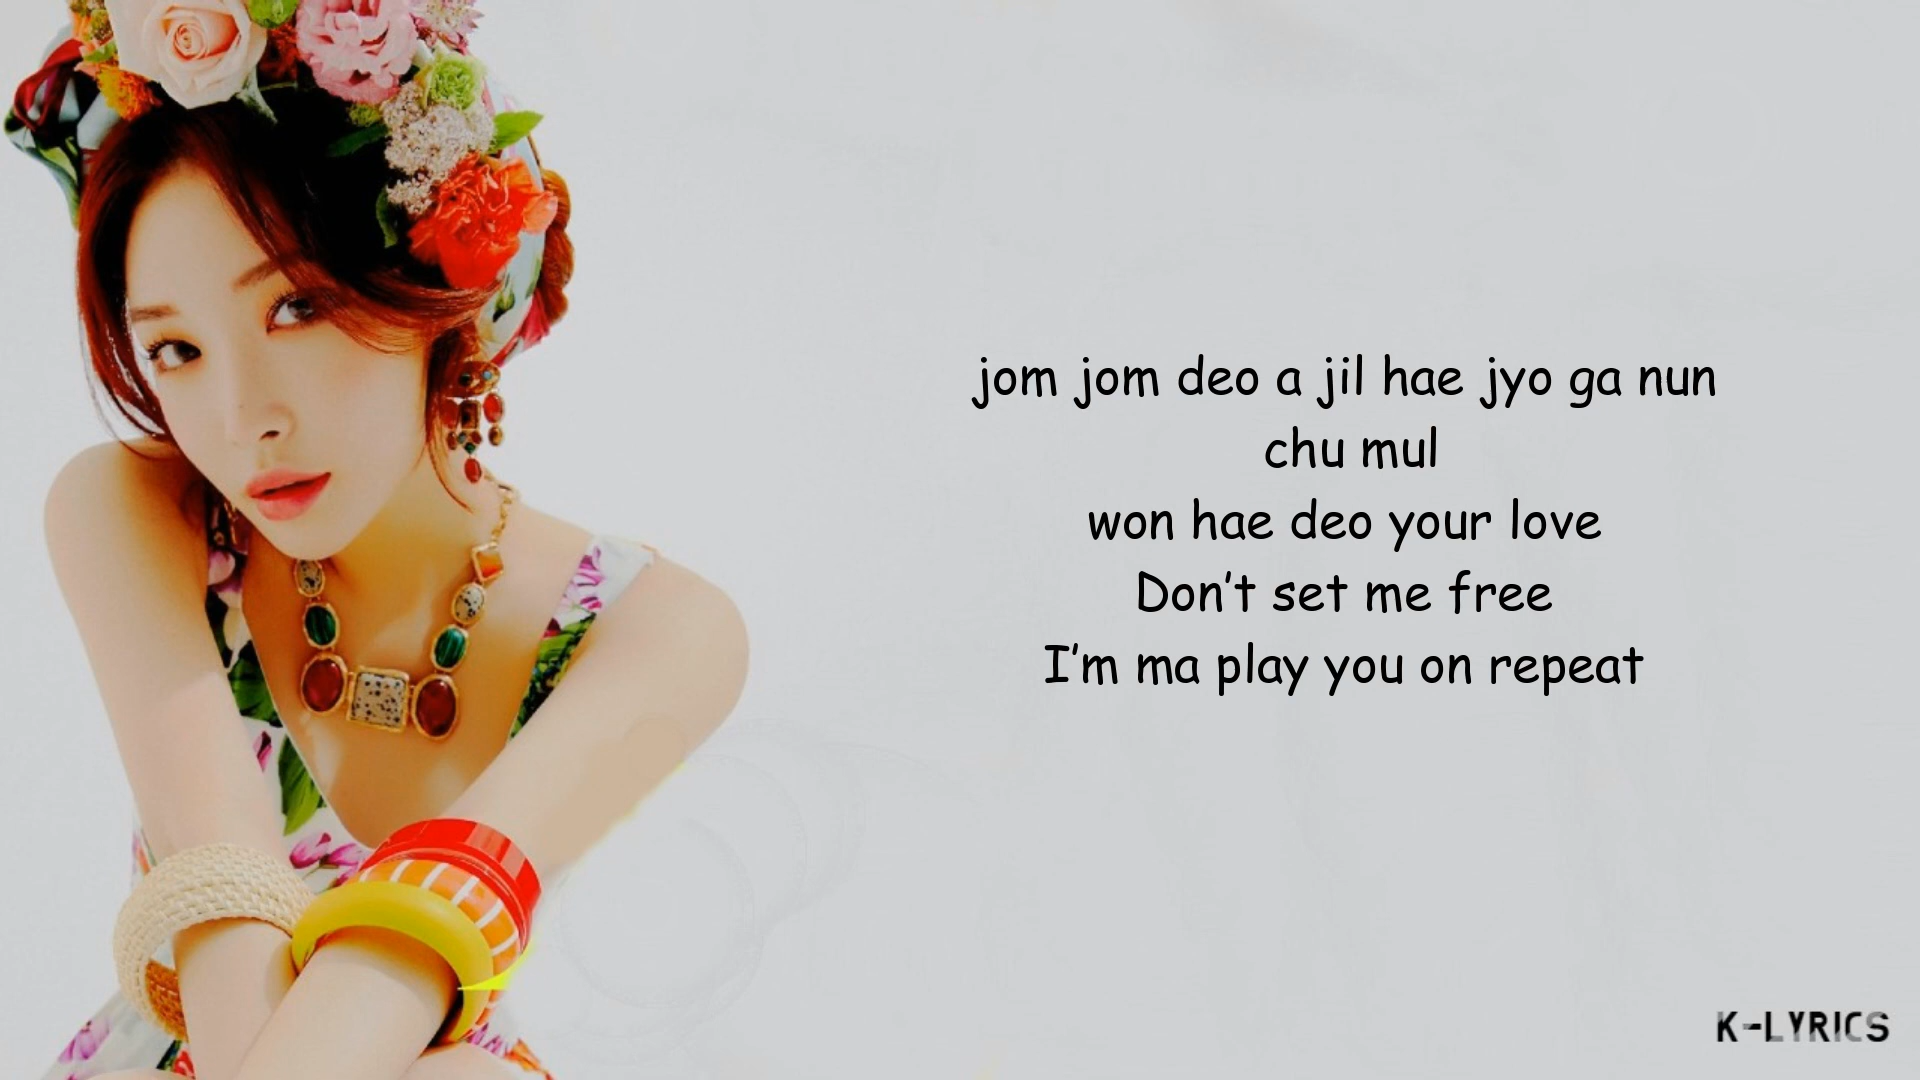 jom jom deo a jil hae jyo ga nun
chu mul
won hae deo your love
Don't set me free
I'm ma play you on repeat
K-LYRICS